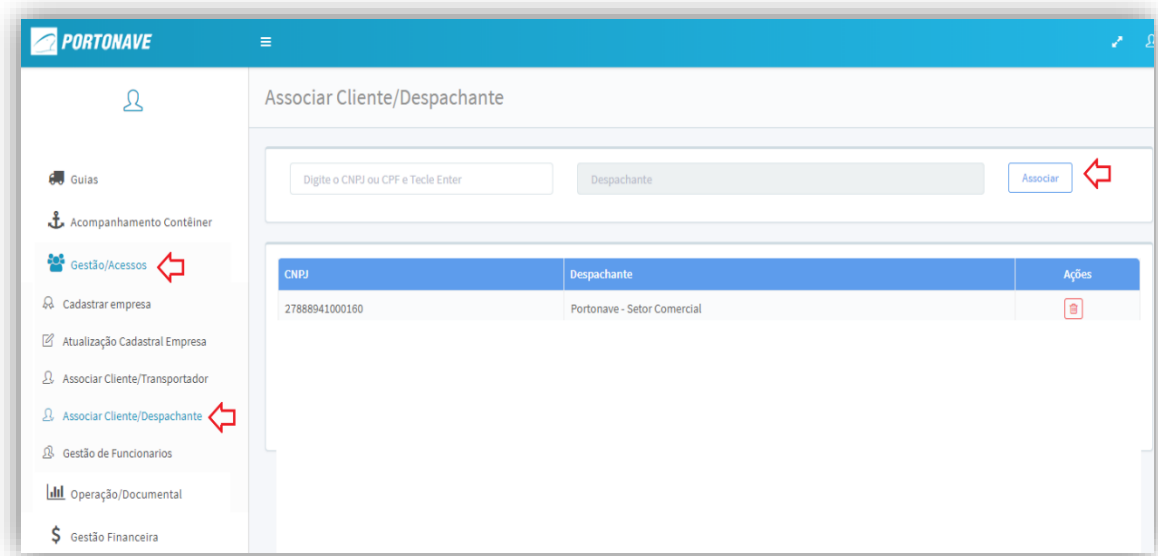 PORTONAVE
Associar Cliente/Despachante
Guias
Acompanhamento Contêiner
Gestão/Acessos
Cadastrar empresa
Atualização Cadastral Empresa
Associar Cliente/Transportador
Associar Cliente/Despachante
Gestão de Funcionarios
Operação/Documental
Gestão Financeira
Digite o CNPJ ou CPF e Tecle Enter
Despachante
Associar
CNPJ Despachante Ações
27888941000160 Portonave - Setor Comercial